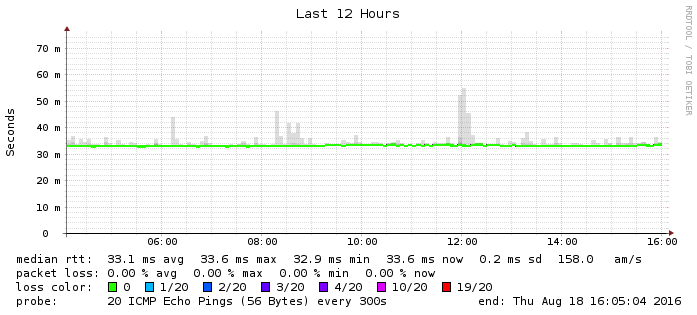 Last 12 Hours
RRDTOOL / TOBI OETIKER
Seconds
70 m
60 m
50 m
40 m
30 m
20 m
10 m
0
06:00 08:00 10:00 12:00 14:00 16:00
median rtt: 33.1 ms avg 33.6 ms max 32.9 ms min 33.6 ms now 0.2 ms sd 158.0 am/s
packet loss: 0.00 % avg 0.00 % max 0.00 % min 0.00 % now
loss color: 0 1/20 2/20 3/20 4/20 10/20 19/20
probe: 20 ICMP Echo Pings (56 Bytes) every 300s end: Thu Aug 18 16:05:04 2016